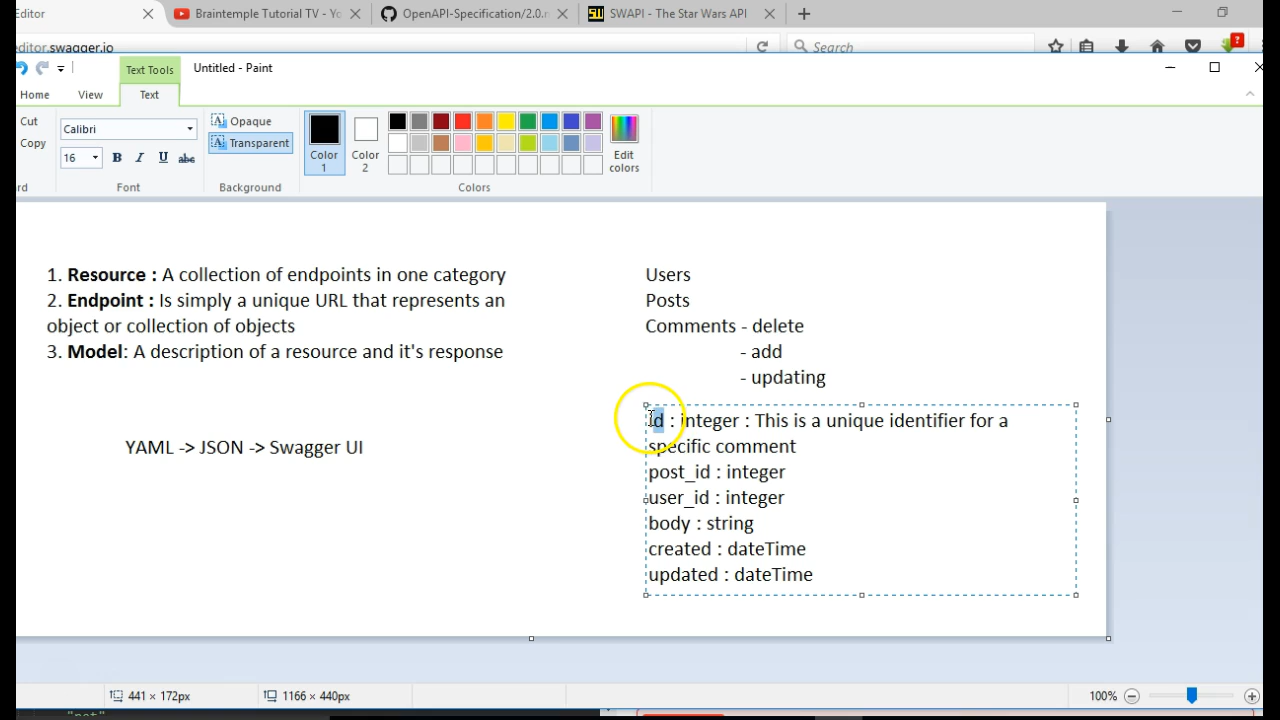 Editor
Braintemple Tutorial TV - Yo
OpenAPI-Specification/2.0.m
SW SWAPI - The Star Wars API
editor.swagger.io
Search
?
Text Tools
Untitled - Paint
Home
View
Text
Cut
Copy
rd
Calibri
16
B I U abc
Font
A Opaque
A Transparent
Background
Color 1
Color 2
Edit colors
Colors
1. Resource : A collection of endpoints in one category
2. Endpoint : Is simply a unique URL that represents an
object or collection of objects
3. Model: A description of a resource and it's response
YAML -> JSON -> Swagger UI
Users
Posts
Comments - delete
- add
- updating
id : integer : This is a unique identifier for a
specific comment
post_id : integer
user_id : integer
body : string
created : dateTime
updated : dateTime
441 × 172px
1166 × 440px
100%
"pet"